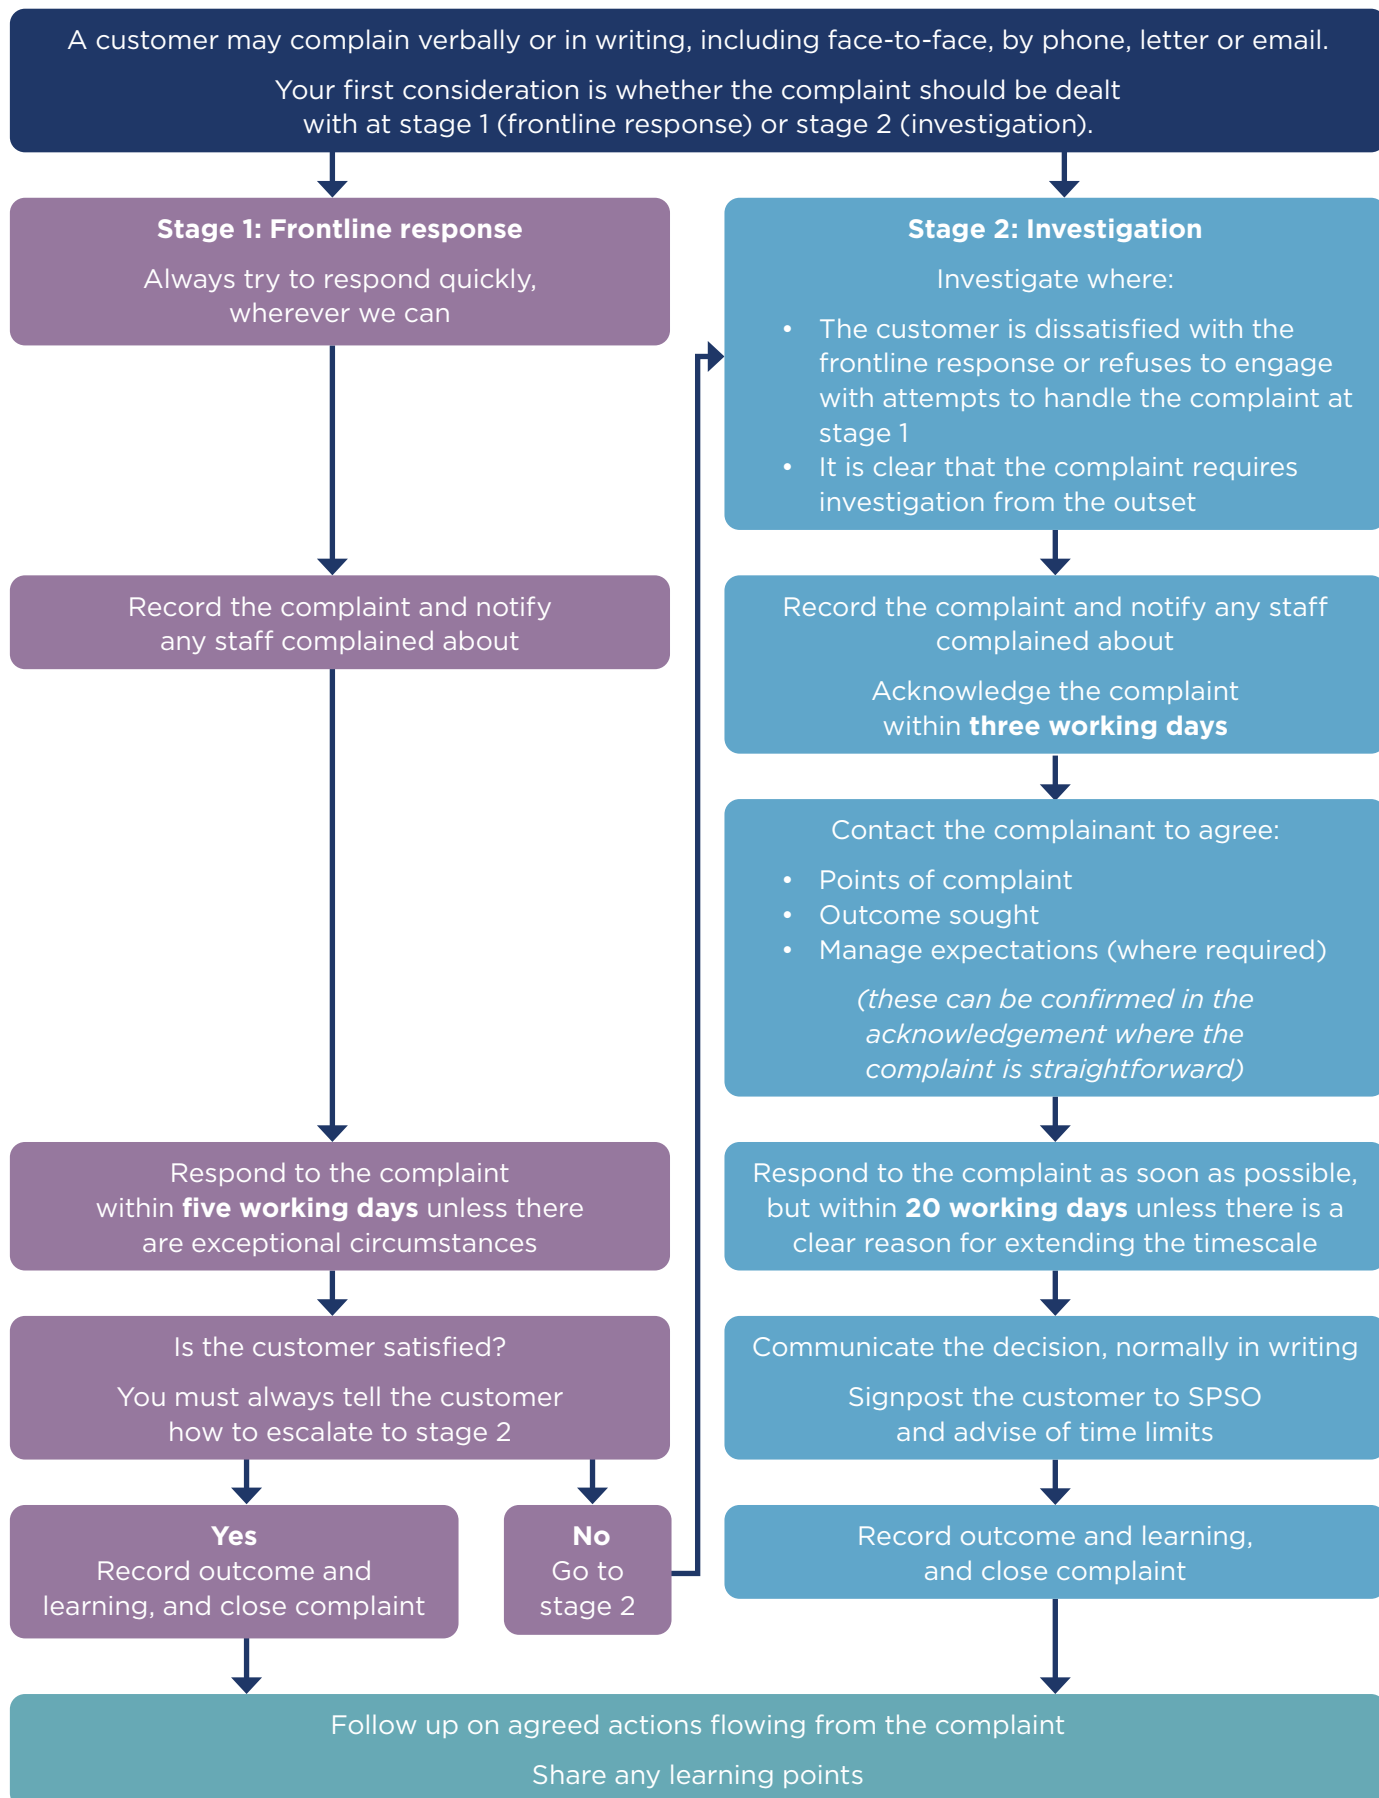 A customer may complain verbally or in writing, including face-to-face, by phone, letter or email.
Your first consideration is whether the complaint should be dealt
with at stage 1 (frontline response) or stage 2 (investigation).
Stage 1: Frontline response
Always try to respond quickly,
wherever we can
Record the complaint and notify
any staff complained about
Respond to the complaint
within five working days unless there
are exceptional circumstances
Is the customer satisfied?
You must always tell the customer
how to escalate to stage 2
Yes
Record outcome and
learning, and close complaint
No
Go to
stage 2
Stage 2: Investigation
Investigate where:
• The customer is dissatisfied with the
frontline response or refuses to engage
with attempts to handle the complaint at
stage 1
• It is clear that the complaint requires
investigation from the outset
Record the complaint and notify any staff
complained about
Acknowledge the complaint
within three working days
Contact the complainant to agree:
• Points of complaint
• Outcome sought
• Manage expectations (where required)
(these can be confirmed in the
acknowledgement where the
complaint is straightforward)
Respond to the complaint as soon as possible,
but within 20 working days unless there is a
clear reason for extending the timescale
Communicate the decision, normally in writing
Signpost the customer to SPSO
and advise of time limits
Record outcome and learning,
and close complaint
Follow up on agreed actions flowing from the complaint
Share any learning points